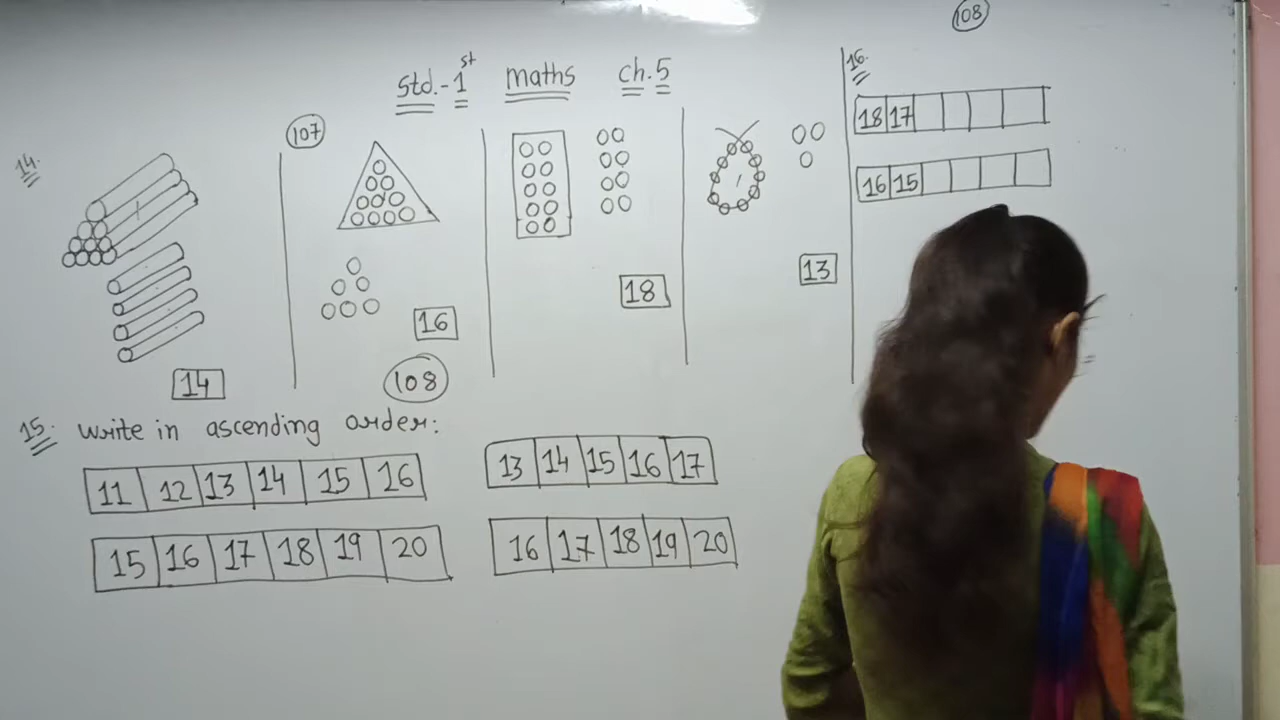 108
Std.-1st maths ch.5
14.
107
16
18
13
14
108
15. write in ascending order:
11 12 13 14 15 16
13 14 15 16 17
15 16 17 18 19 20
16 17 18 19 20
16.
18 17
16 15